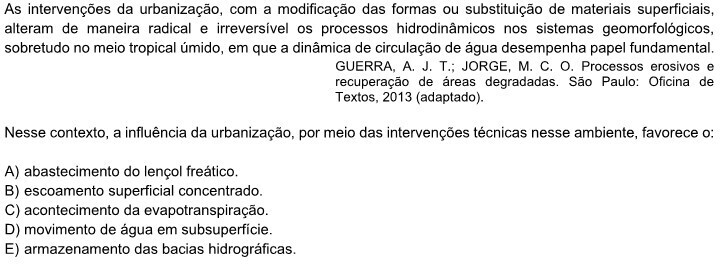 As intervenções da urbanização, com a modificação das formas ou substituição de materiais superficiais,
alteram de maneira radical e irreversível os processos hidrodinâmicos nos sistemas geomorfológicos,
sobretudo no meio tropical úmido, em que a dinâmica de circulação de água desempenha papel fundamental.
GUERRA, A. J. T.; JORGE, M. C. O. Processos erosivos e
recuperação de áreas degradadas. São Paulo: Oficina de
Textos, 2013 (adaptado).
Nesse contexto, a influência da urbanização, por meio das intervenções técnicas nesse ambiente, favorece o:
A) abastecimento do lençol freático.
B) escoamento superficial concentrado.
C) acontecimento da evapotranspiração.
D) movimento de água em subsuperfície.
E) armazenamento das bacias hidrográficas.